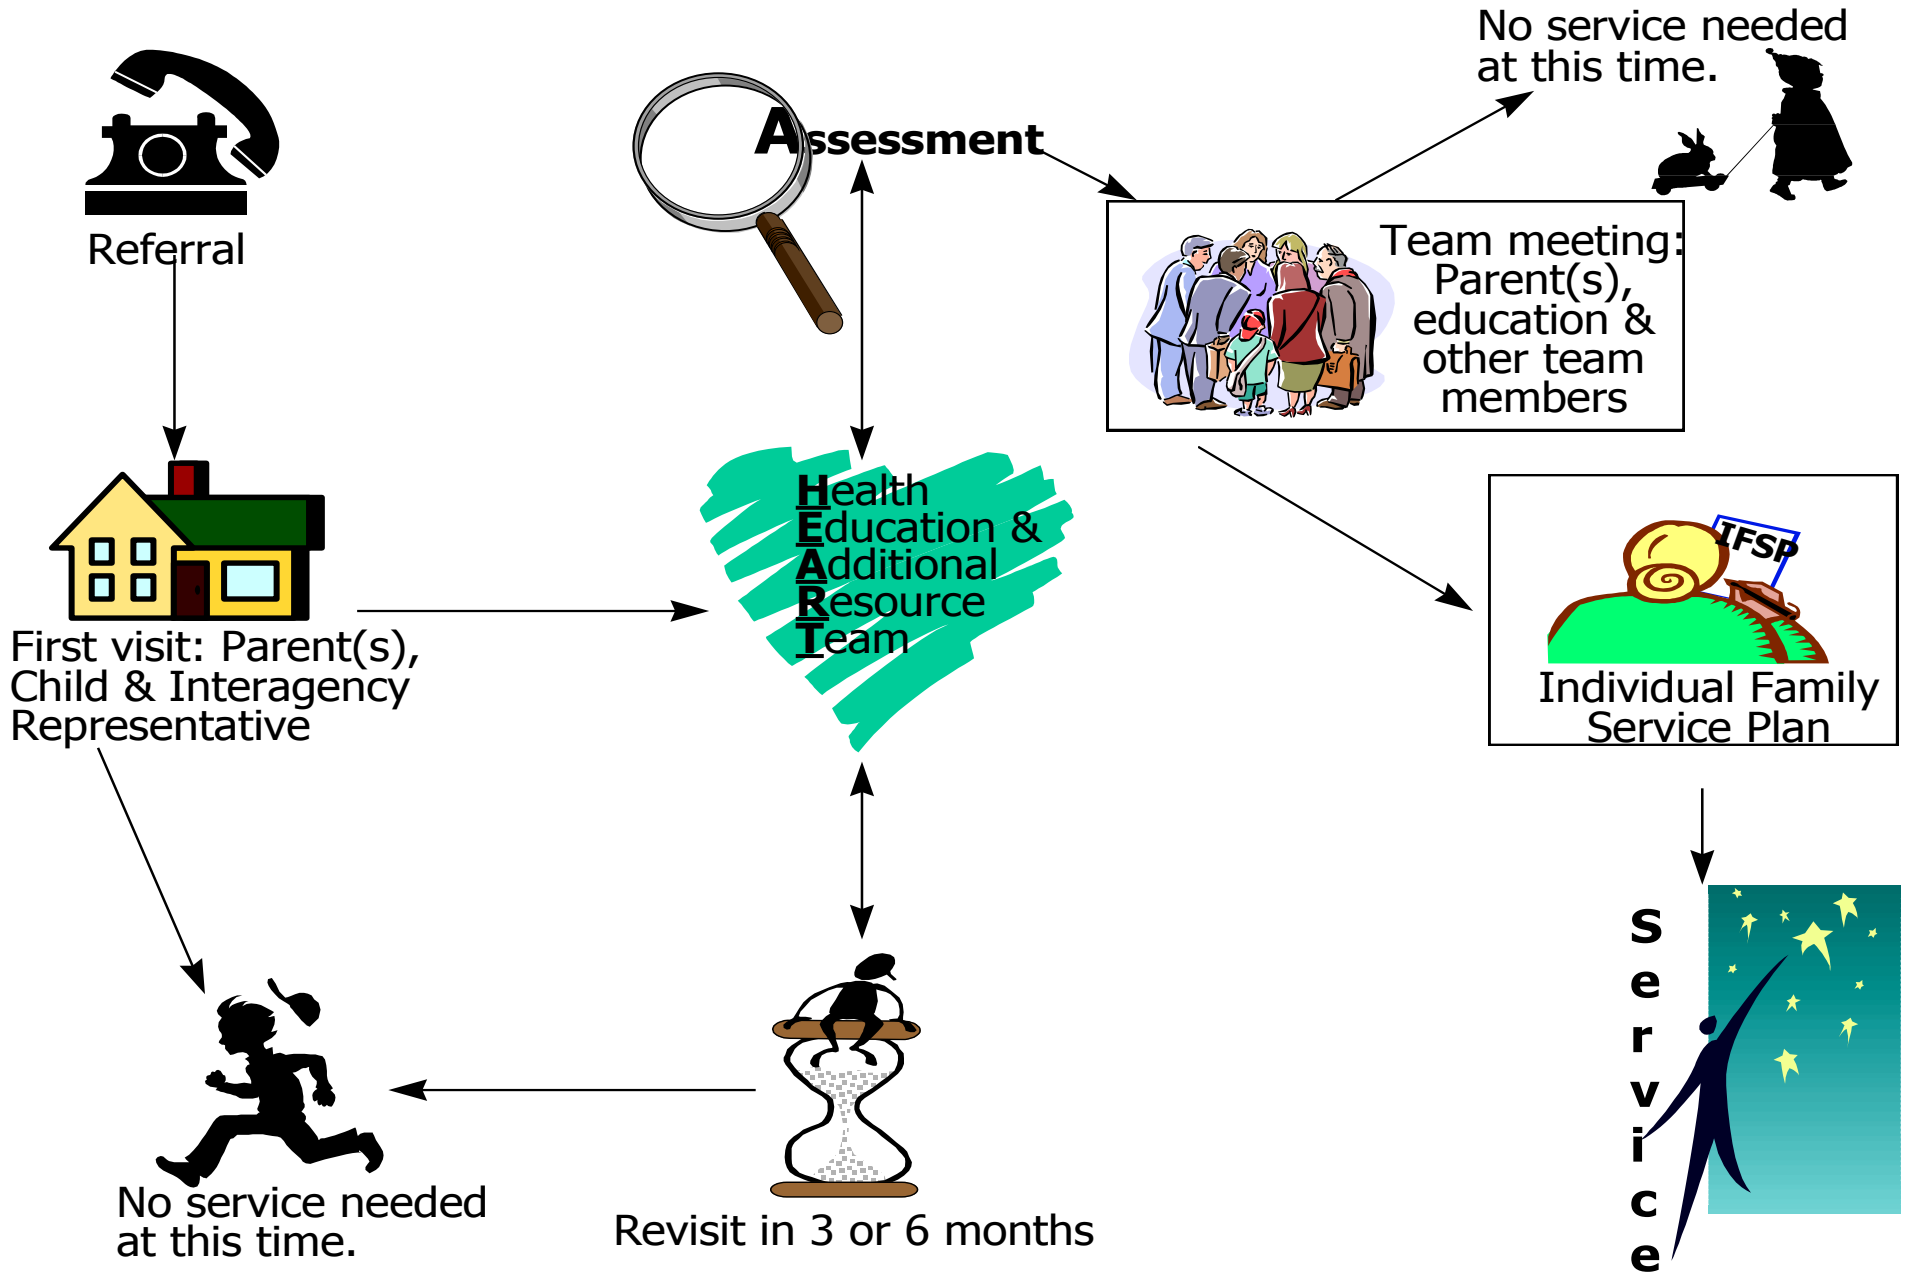 Referral
First visit: Parent(s),
Child & Interagency
Representative
No service needed
at this time.
Assessment
Health
Education &
Additional
Resource
Team
Revisit in 3 or 6 months
No service needed
at this time.
Team meeting:
Parent(s),
education &
other team
members
IFSP
Individual Family
Service Plan
Service